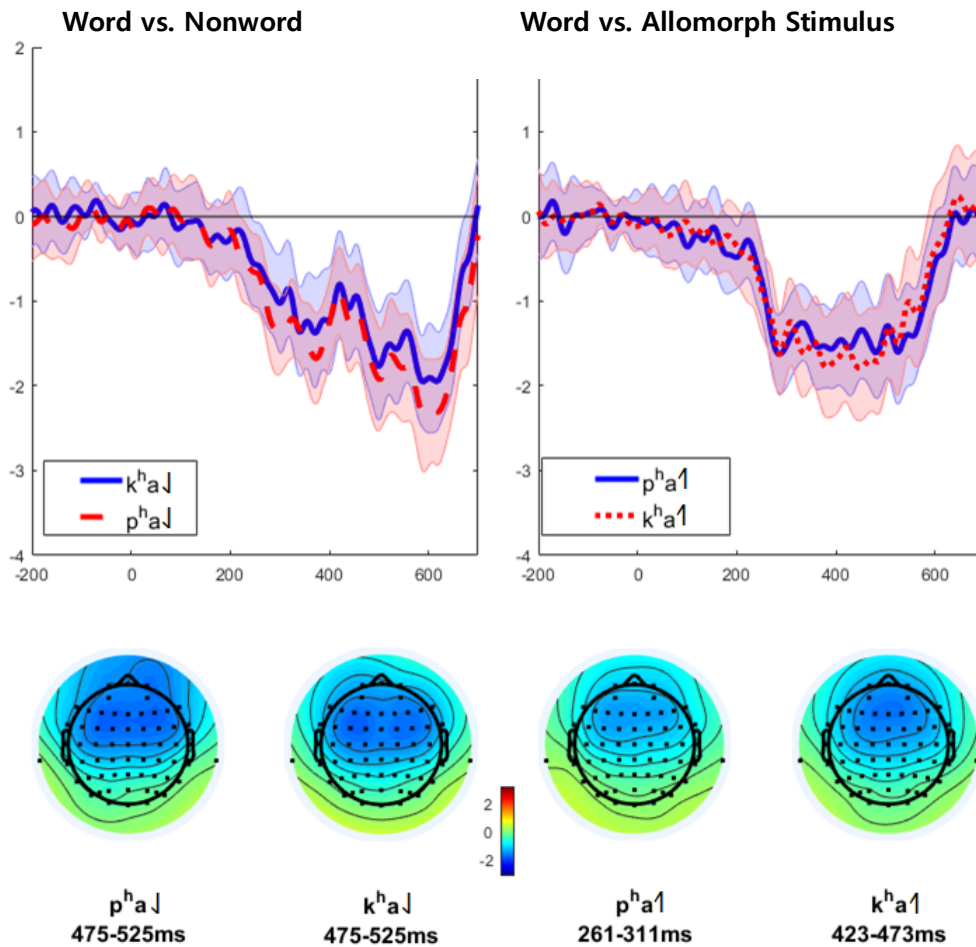 Word vs. Nonword
Word vs. Allomorph Stimulus
2
1
0
-1
-2
-3
-4
-200
0
200
400
600
kʰa⇃
pʰa⇃
1
0
-1
-2
-3
-4
-200
0
200
400
600
pʰa↿
kʰa↿
2
0
-2
pʰa⇃
475-525ms
kʰa⇃
475-525ms
pʰa↿
261-311ms
kʰa↿
423-473ms